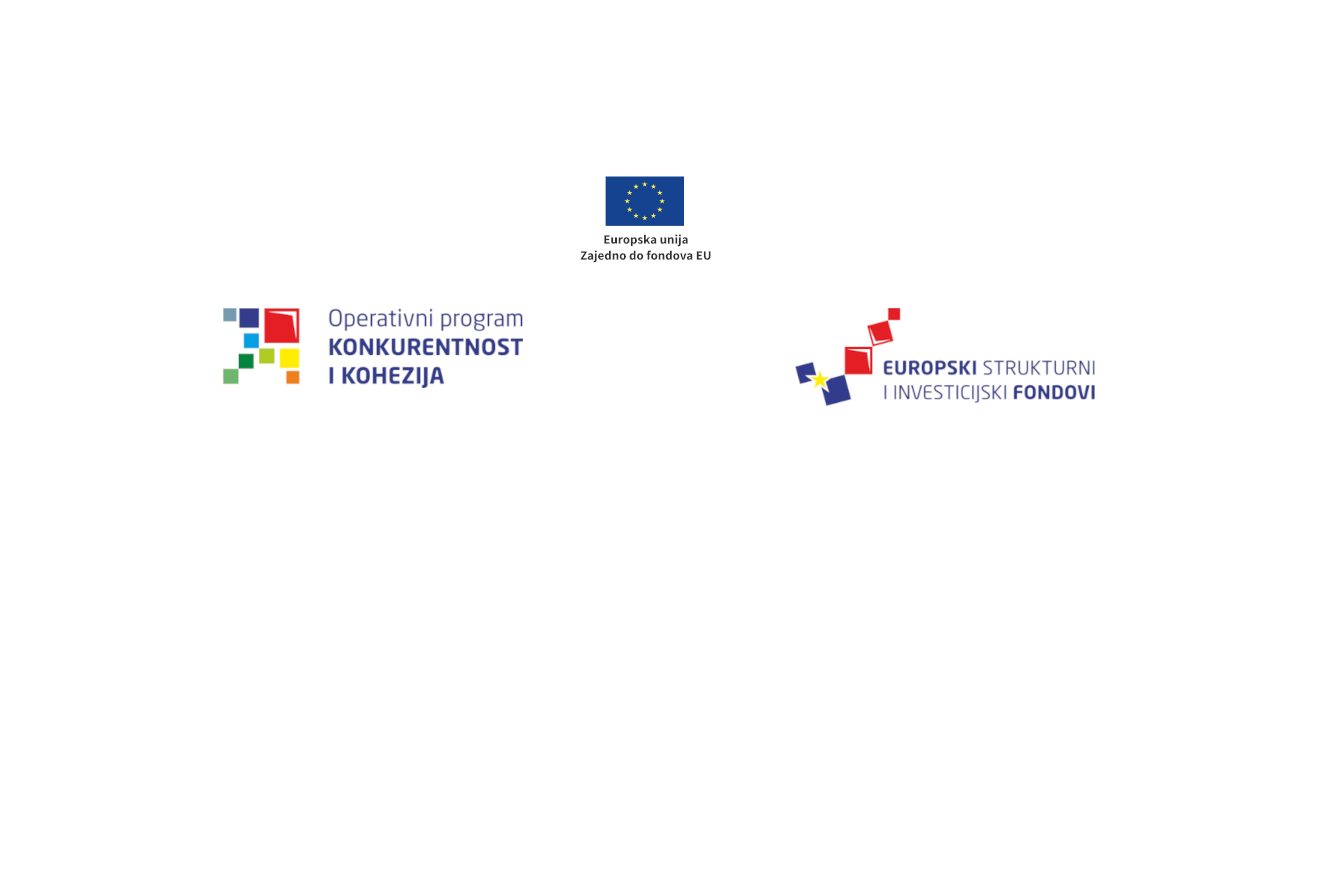 Europska unija
Zajedno do fondova EU
Operativni program
KONKURENTNOST
I KOHEZIJA
EUROPSKI STRUKTURNI
I INVESTICIJSKI FONDOVI